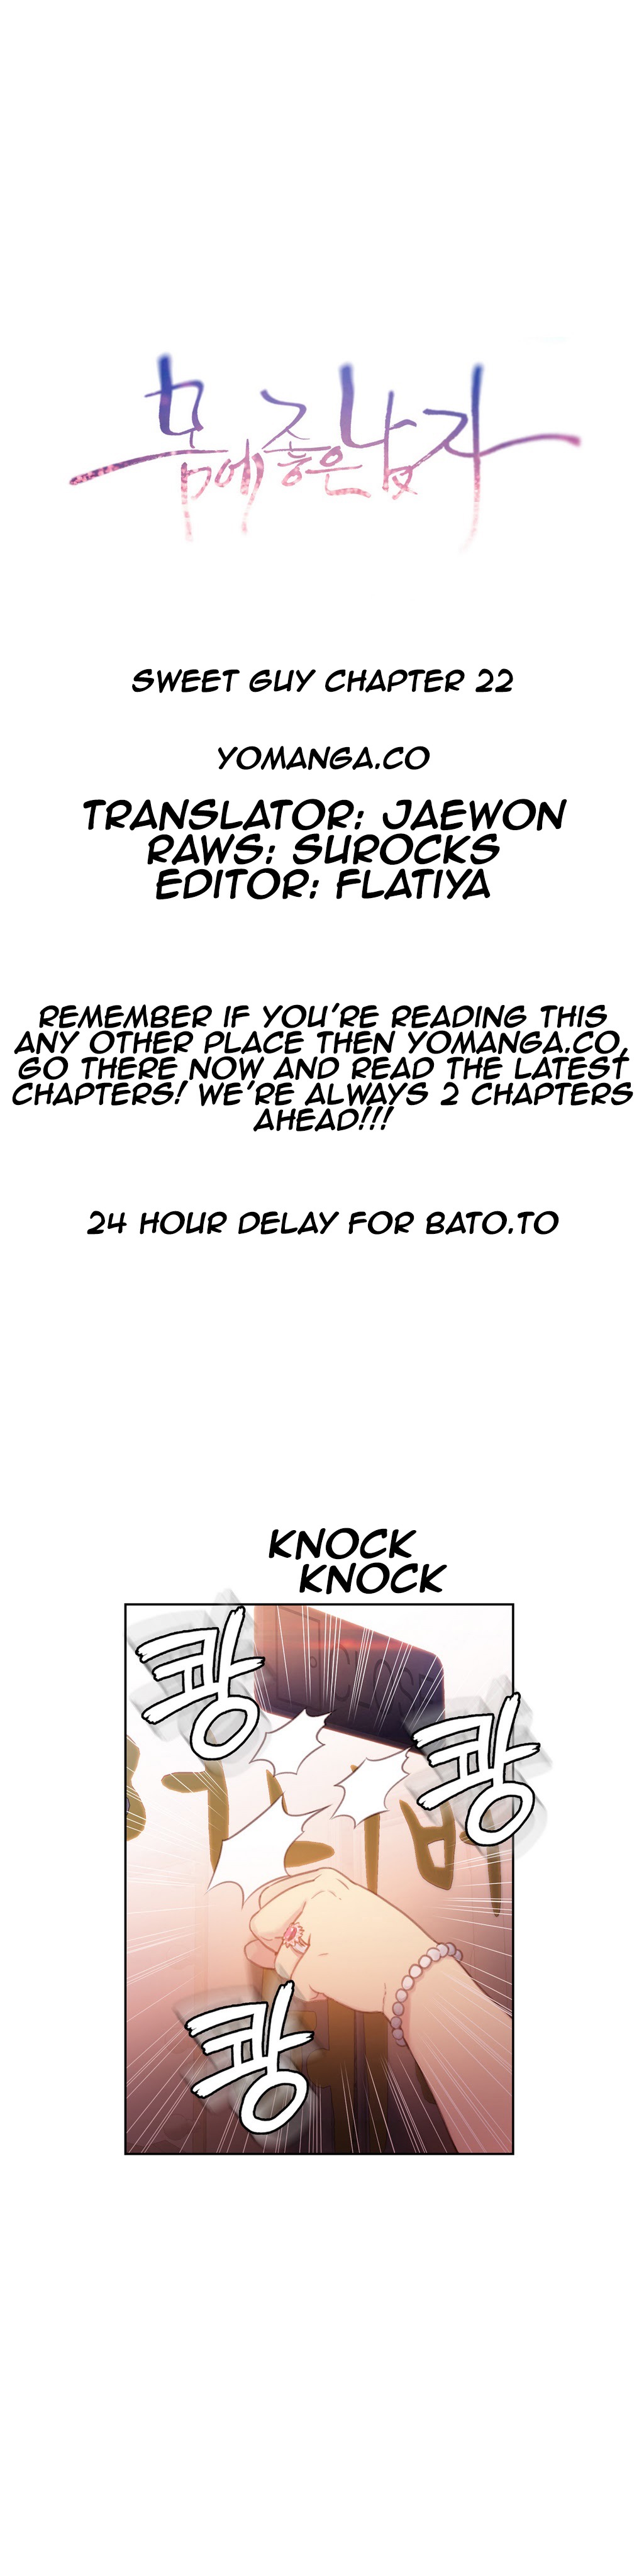 몸에 좋은 남자
SWEET GUY CHAPTER 22
YOMANGA.CO
TRANSLATOR: JAEWON
RAWS: SUROCKS
EDITOR: FLATIYA
REMEMBER IF YOU'RE READING THIS
ANY OTHER PLACE THEN YOMANGA.CO,
GO THERE NOW AND READ THE LATEST
CHAPTERS! WE'RE ALWAYS 2 CHAPTERS
AHEAD!!!
24 HOUR DELAY FOR BATO.TO
KNOCK
KNOCK
쾅
쾅
쾅